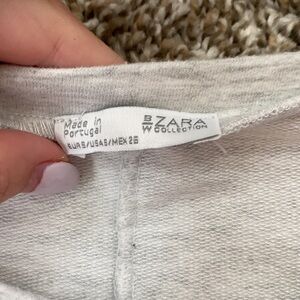 Made in
Portugal
EUR S/USA S/MEX 26
B/W ZARA
COLLECTION